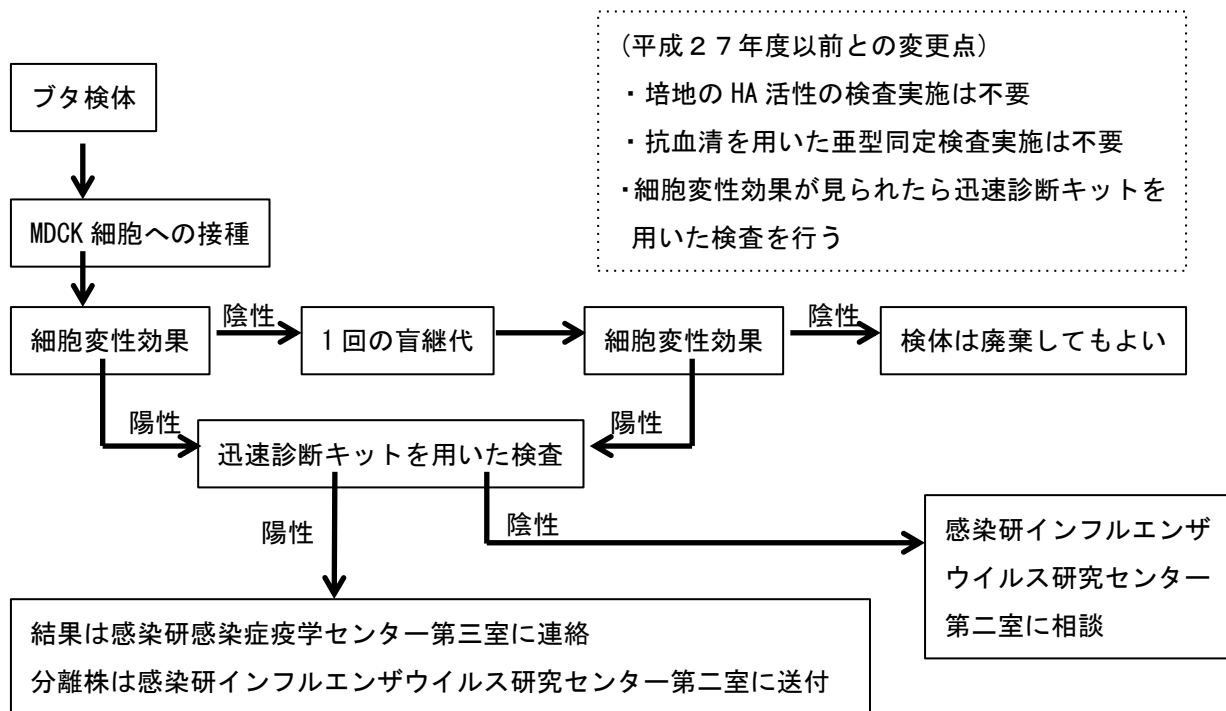 (平成２７年度以前との変更点)
・培地の HA 活性の検査実施は不要
・抗血清を用いた亜型同定検査実施は不要
・細胞変性効果が見られたら迅速診断キットを
用いた検査を行う
ブタ検体
MDCK 細胞への接種
細胞変性効果
陰性
１回の盲継代
細胞変性効果
陰性
検体は廃棄してもよい
陽性
陽性
迅速診断キットを用いた検査
陽性
陰性
感染研インフルエンザ
ウイルス研究センター
第二室に相談
結果は感染研感染症疫学センター第三室に連絡
分離株は感染研インフルエンザウイルス研究センター第二室に送付